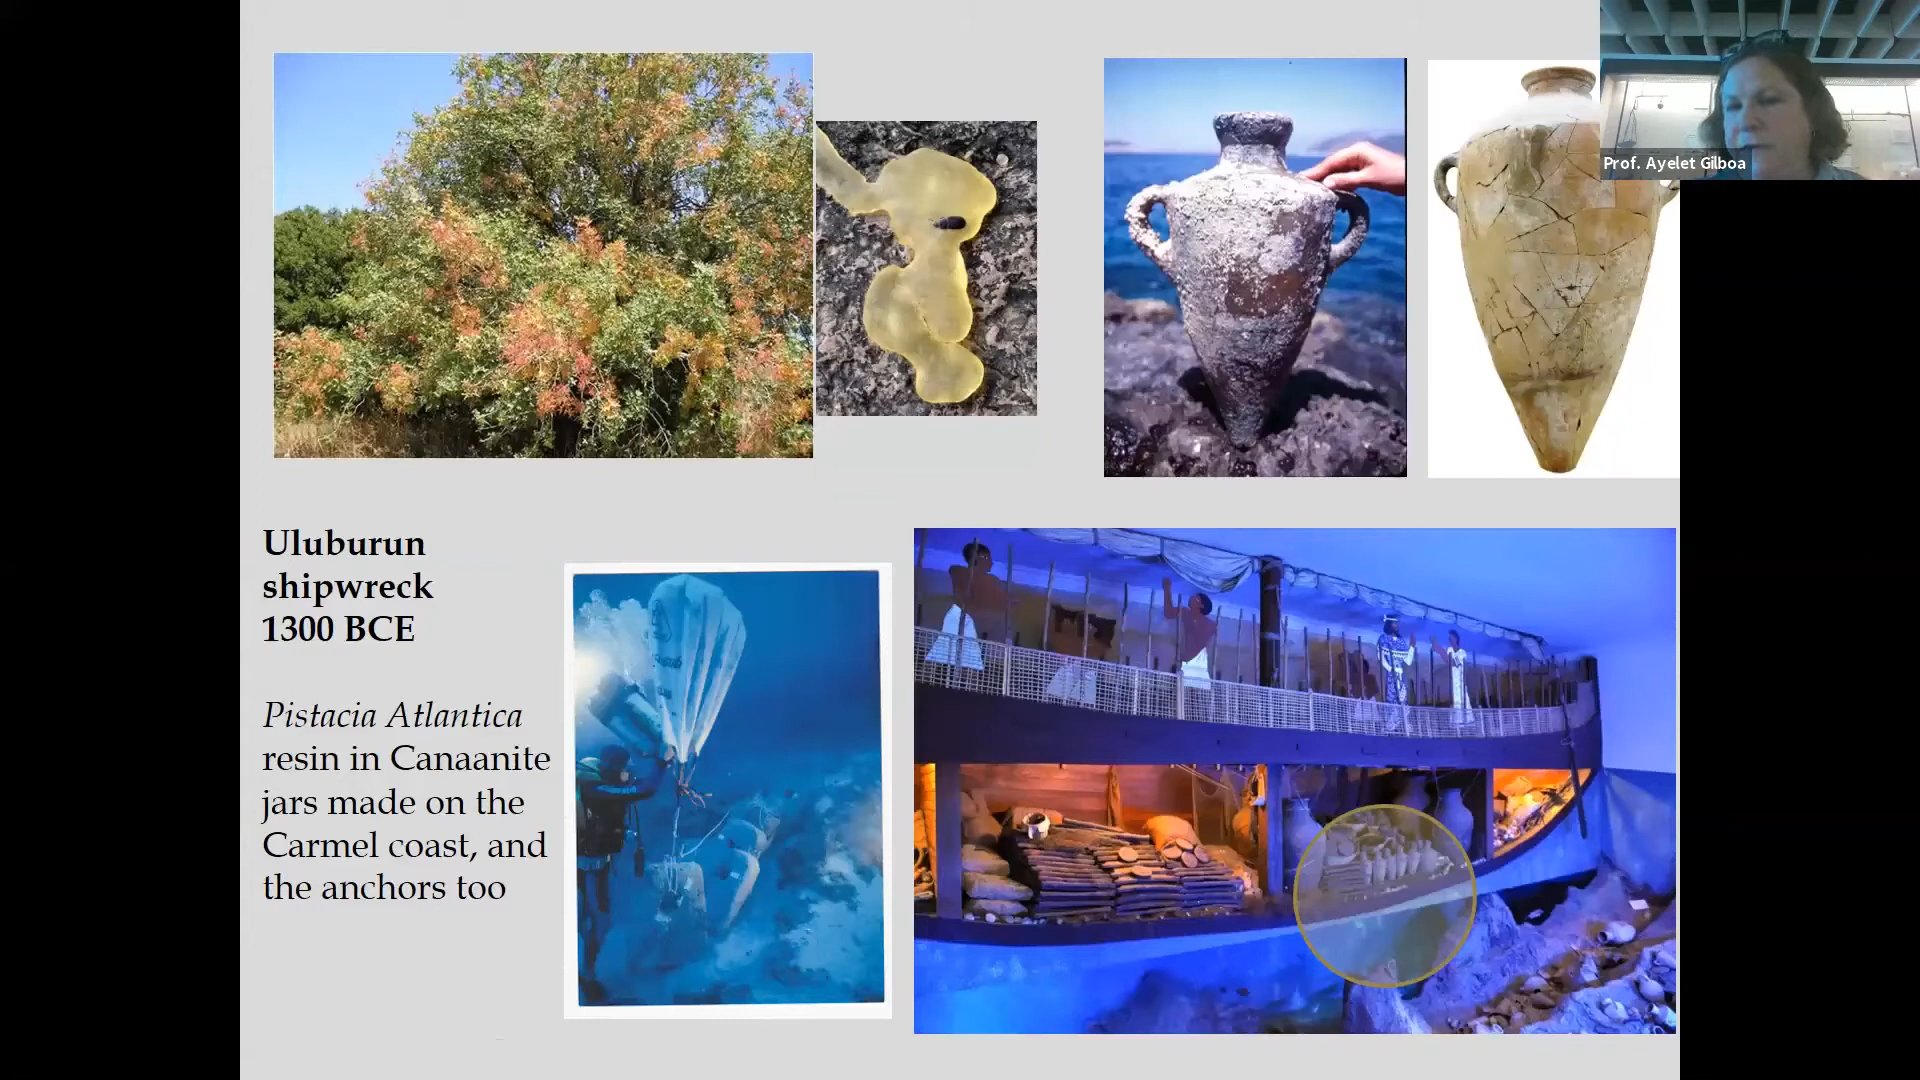 Prof. Ayelet Gilboa
Uluburun
shipwreck
1300 BCE
Pistacia Atlantica
resin in Canaanite
jars made on the
Carmel coast, and
the anchors too